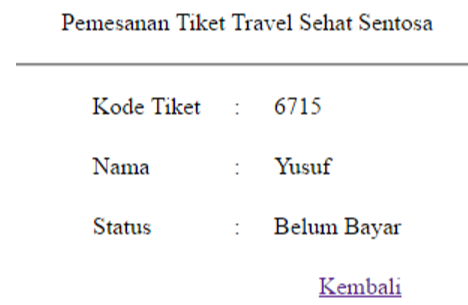 Pemesanan Tiket Travel Sehat Sentosa
Kode Tiket : 6715
Nama : Yusuf
Status : Belum Bayar
Kembali